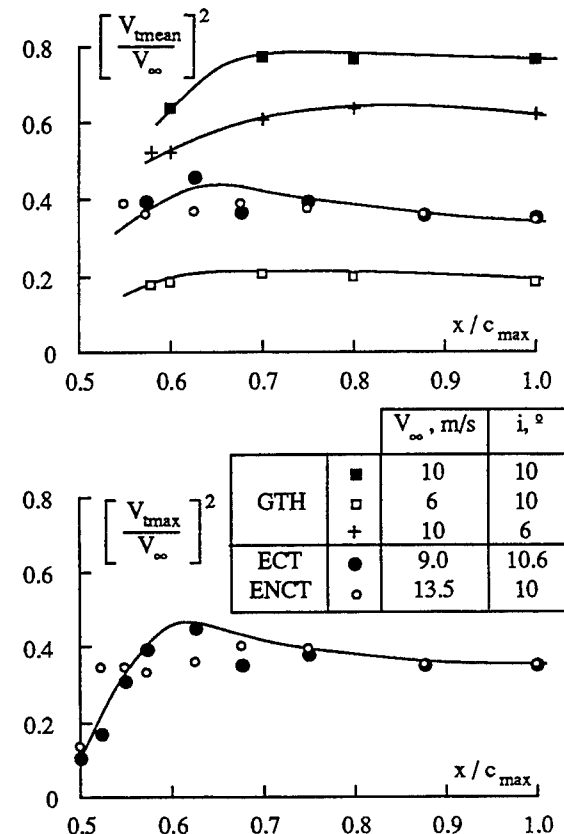 [ V_tmean / V_∞ ]²
0.8
0.6
0.4
0.2
0
x / c_max
0.5 0.6 0.7 0.8 0.9 1.0
V_∞ , m/s i, º
GTH ■ 10 10
□ 6 10
+ 10 6
ECT ● 9.0 10.6
ENCT ○ 13.5 10
[ V_tmax / V_∞ ]²
0.8
0.6
0.4
0.2
0
x / c_max
0.5 0.6 0.7 0.8 0.9 1.0